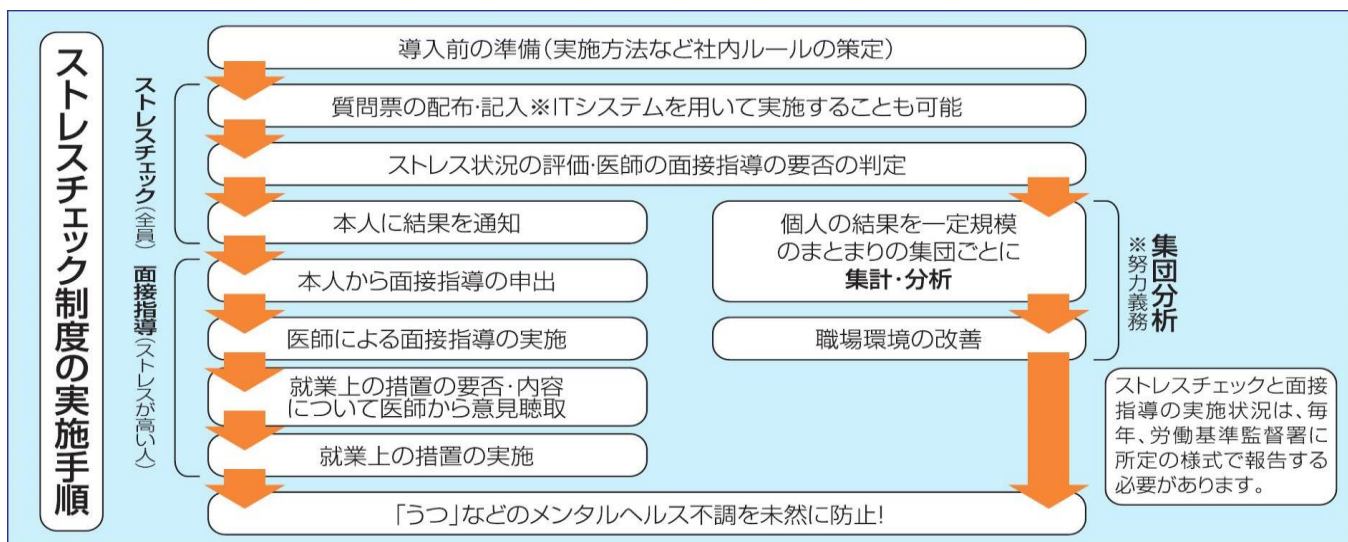 ストレスチェック制度の実施手順
導入前の準備(実施方法など社内ルールの策定)
ストレスチェック(全員)
質問票の配布・記入※ITシステムを用いて実施することも可能
ストレス状況の評価・医師の面接指導の要否の判定
本人に結果を通知
面接指導(ストレスが高い人)
本人から面接指導の申出
医師による面接指導の実施
就業上の措置の要否・内容
について医師から意見聴取
就業上の措置の実施
個人の結果を一定規模
のまとまりの集団ごとに
集計・分析
職場環境の改善
集団分析
※努力義務
ストレスチェックと面接
指導の実施状況は、毎
年、労働基準監督署に
所定の様式で報告する
必要があります。
「うつ」などのメンタルヘルス不調を未然に防止!